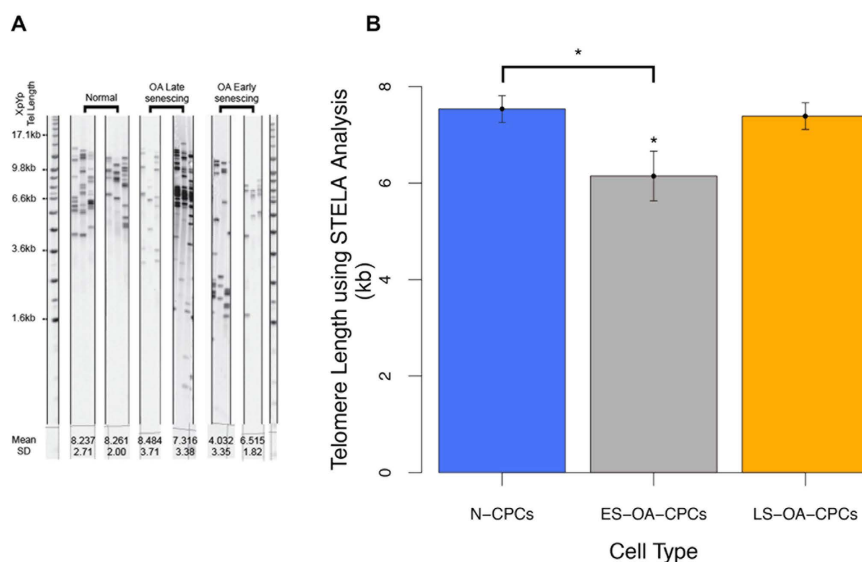 A
XpYp
Tel Length
Normal
OA Late
senescing
OA Early
senescing
17.1kb
9.8kb
6.6kb
3.6kb
1.6kb
Mean 8.237 8.261 8.484 7.316 4.032 6.515
SD 2.71 2.00 3.71 3.38 3.35 1.82
B
*
*
Telomere Length using STELA Analysis
(kb)
8
6
4
2
0
N–CPCs ES–OA–CPCs LS–OA–CPCs
Cell Type